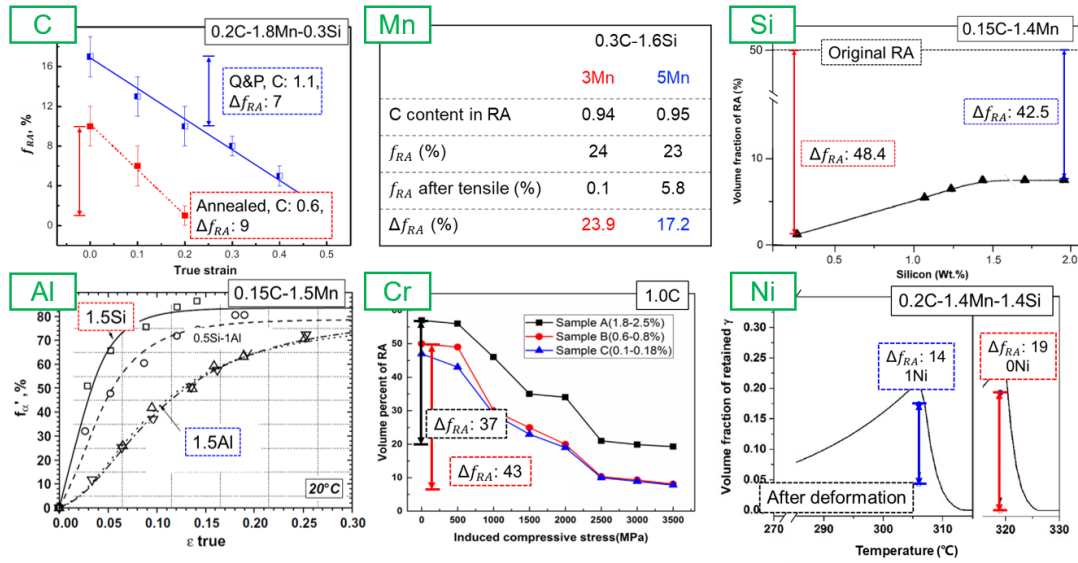 C
0.2C-1.8Mn-0.3Si
Q&P, C: 1.1,
Δf_RA: 7
Annealed, C: 0.6,
Δf_RA: 9
f_RA, %
16
12
8
4
0
0.0 0.1 0.2 0.3 0.4 0.5
True strain
Mn
0.3C-1.6Si
3Mn 5Mn
C content in RA 0.94 0.95
f_RA (%) 24 23
f_RA after tensile (%) 0.1 5.8
Δf_RA (%) 23.9 17.2
Si
0.15C-1.4Mn
Original RA
Δf_RA: 48.4
Δf_RA: 42.5
Volume fraction of RA (%)
50
10
0
0.5 1.0 1.5 2.0
Silicon (Wt.%)
Al
0.15C-1.5Mn
1.5Si
0.5Si-1Al
1.5Al
20°C
fα', %
80
70
60
50
40
30
20
10
0
0.00 0.05 0.10 0.15 0.20 0.25 0.30
ε true
Cr
1.0C
Sample A(1.8-2.5%)
Sample B(0.6-0.8%)
Sample C(0.1-0.18%)
Δf_RA: 37
Δf_RA: 43
Volume percent of RA
60
50
40
30
20
10
0
0 500 1000 1500 2000 2500 3000 3500
Induced compressive stress(MPa)
Ni
0.2C-1.4Mn-1.4Si
Δf_RA: 14
1Ni
Δf_RA: 19
0Ni
After deformation
Volume fraction of retained γ
0.30
0.25
0.20
0.15
0.10
0.05
0.00
270 300 310 320 330
Temperature (℃)